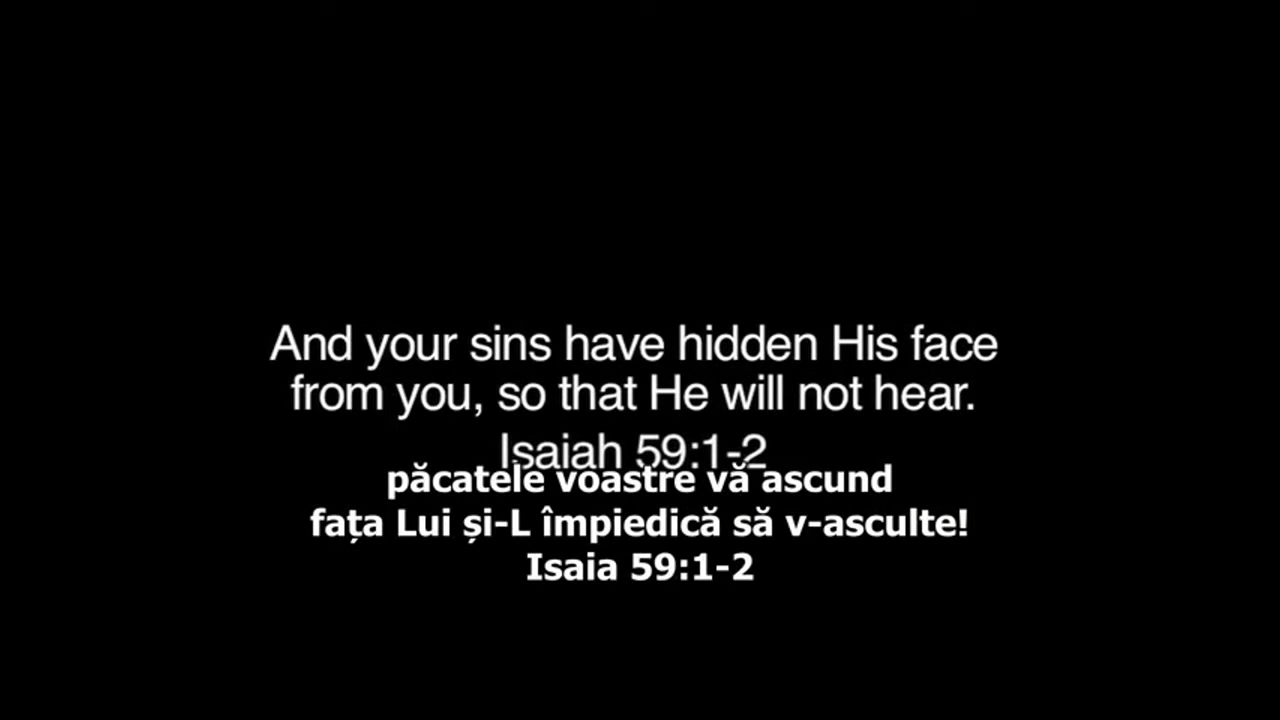 And your sins have hidden His face
from you, so that He will not hear.
Isaiah 59:1-2
păcatele voastre vă ascund
fața Lui și-L împiedică să v-asculte!
Isaia 59:1-2